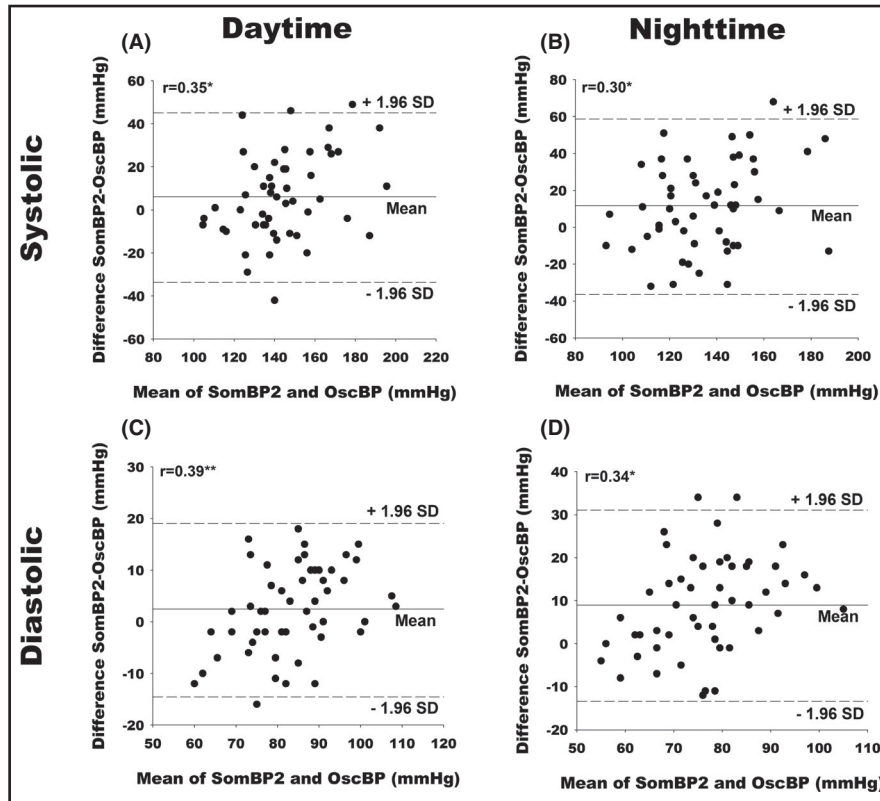 Daytime
Nighttime
Systolic
Diastolic
(A)
Difference SomBP2-OscBP (mmHg)
60
40
20
0
-20
-40
-60
r=0.35*
+ 1.96 SD
Mean
- 1.96 SD
80 100 120 140 160 180 200 220
Mean of SomBP2 and OscBP (mmHg)
(B)
Difference SomBP2-OscBP (mmHg)
80
60
40
20
0
-20
-40
-60
r=0.30*
+ 1.96 SD
Mean
- 1.96 SD
80 100 120 140 160 180 200
Mean of SomBP2 and OscBP (mmHg)
(C)
Difference SomBP2-OscBP (mmHg)
30
20
10
0
-10
-20
r=0.39**
+ 1.96 SD
Mean
- 1.96 SD
50 60 70 80 90 100 110 120
Mean of SomBP2 and OscBP (mmHg)
(D)
Difference SomBP2-OscBP (mmHg)
40
30
20
10
0
-10
-20
r=0.34*
+ 1.96 SD
Mean
- 1.96 SD
50 60 70 80 90 100 110
Mean of SomBP2 and OscBP (mmHg)